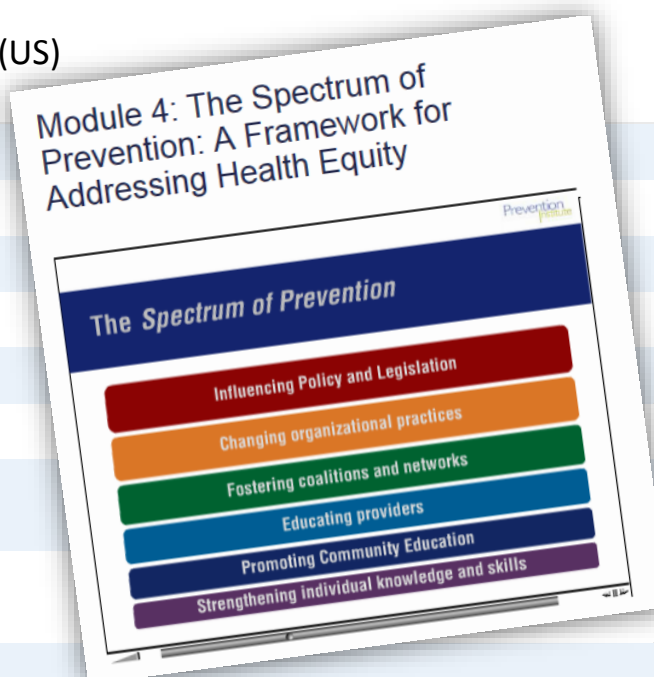 (US)
Module 4: The Spectrum of
Prevention: A Framework for
Addressing Health Equity
Prevention
Institute
The Spectrum of Prevention
Influencing Policy and Legislation
Changing organizational practices
Fostering coalitions and networks
Educating providers
Promoting Community Education
Strengthening individual knowledge and skills